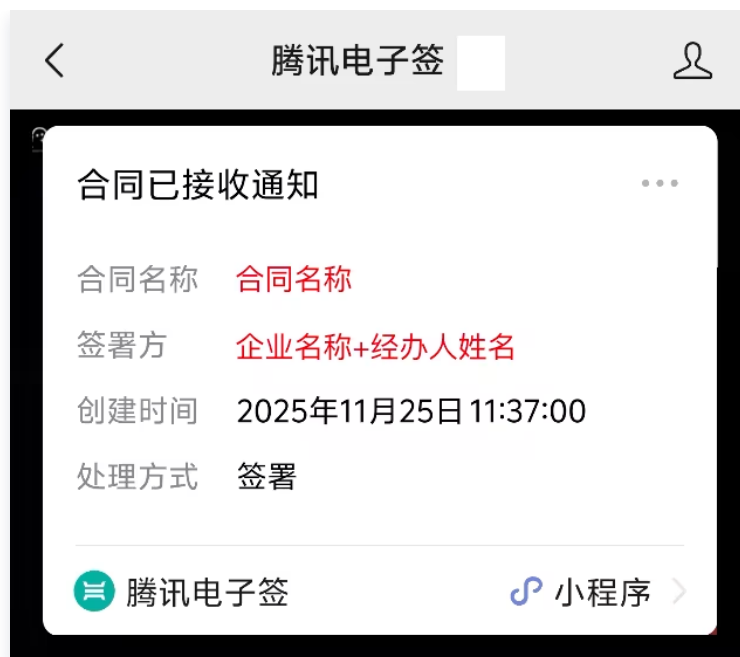 腾讯电子签
合同已接收通知
合同名称 合同名称
签署方 企业名称+经办人姓名
创建时间 2025年11月25日 11:37:00
处理方式 签署
腾讯电子签 小程序